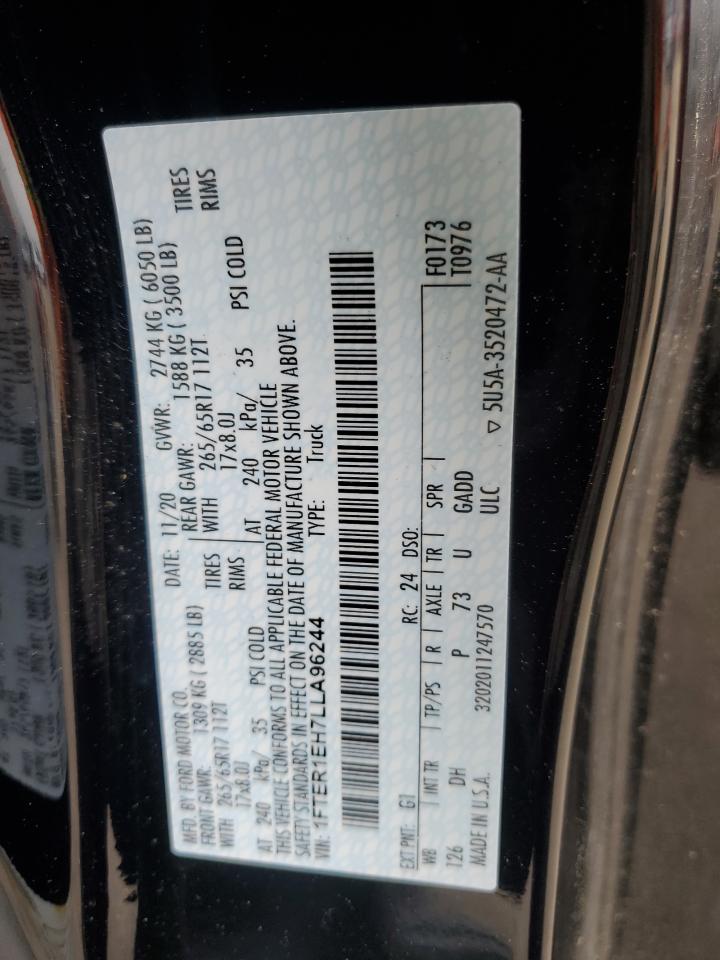 MFD. BY FORD MOTOR CO.
DATE: 11/20 GVWR: 2744 KG ( 6050 LB)
FRONT GAWR: 1309 KG ( 2885 LB) REAR GAWR: 1588 KG ( 3500 LB)
WITH 265/65R17 112T TIRES WITH 265/65R17 112T TIRES
17x8.0J RIMS 17x8.0J RIMS
AT 240 kPa/ 35 PSI COLD AT 240 kPa/ 35 PSI COLD
THIS VEHICLE CONFORMS TO ALL APPLICABLE FEDERAL MOTOR VEHICLE
SAFETY STANDARDS IN EFFECT ON THE DATE OF MANUFACTURE SHOWN ABOVE.
VIN: 1FTER1EH7LLA96244 TYPE: Truck
EXT PNT: G1 RC: 24 DSO: F0173
WB INT TR TP/PS R AXLE TR SPR T0976
126 DH P 73 U GADD
MADE IN U.S.A. 3202011247570 ULC ▽ 5U5A-3520472-AA